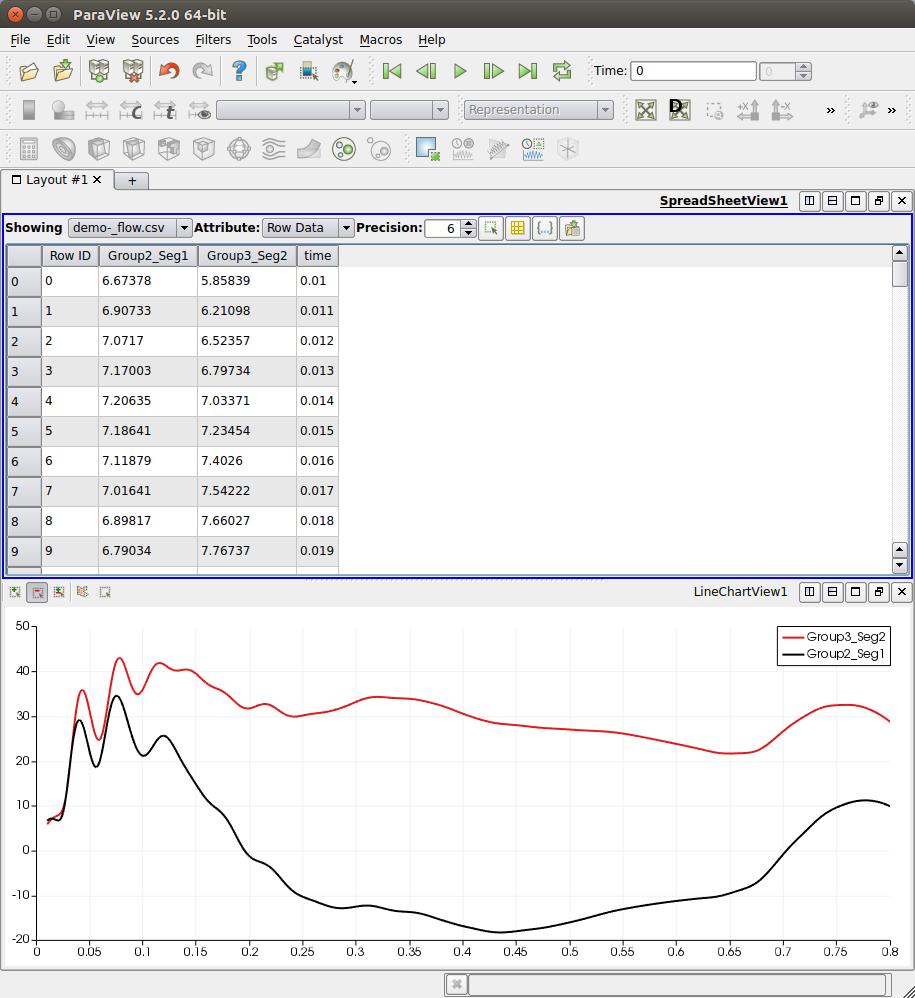 ParaView 5.2.0 64-bit
File Edit View Sources Filters Tools Catalyst Macros Help
Time: 0 0
Representation
Layout #1
SpreadSheetView1
Showing demo-_flow.csv Attribute: Row Data Precision: 6
Row ID Group2_Seg1 Group3_Seg2 time
0 0 6.67378 5.85839 0.01
1 1 6.90733 6.21098 0.011
2 2 7.0717 6.52357 0.012
3 3 7.17003 6.79734 0.013
4 4 7.20635 7.03371 0.014
5 5 7.18641 7.23454 0.015
6 6 7.11879 7.4026 0.016
7 7 7.01641 7.54222 0.017
8 8 6.89817 7.66027 0.018
9 9 6.79034 7.76737 0.019
LineChartView1
Group3_Seg2
Group2_Seg1
50
40
30
20
10
0
-10
-20
0 0.05 0.1 0.15 0.2 0.25 0.3 0.35 0.4 0.45 0.5 0.55 0.6 0.65 0.7 0.75 0.8